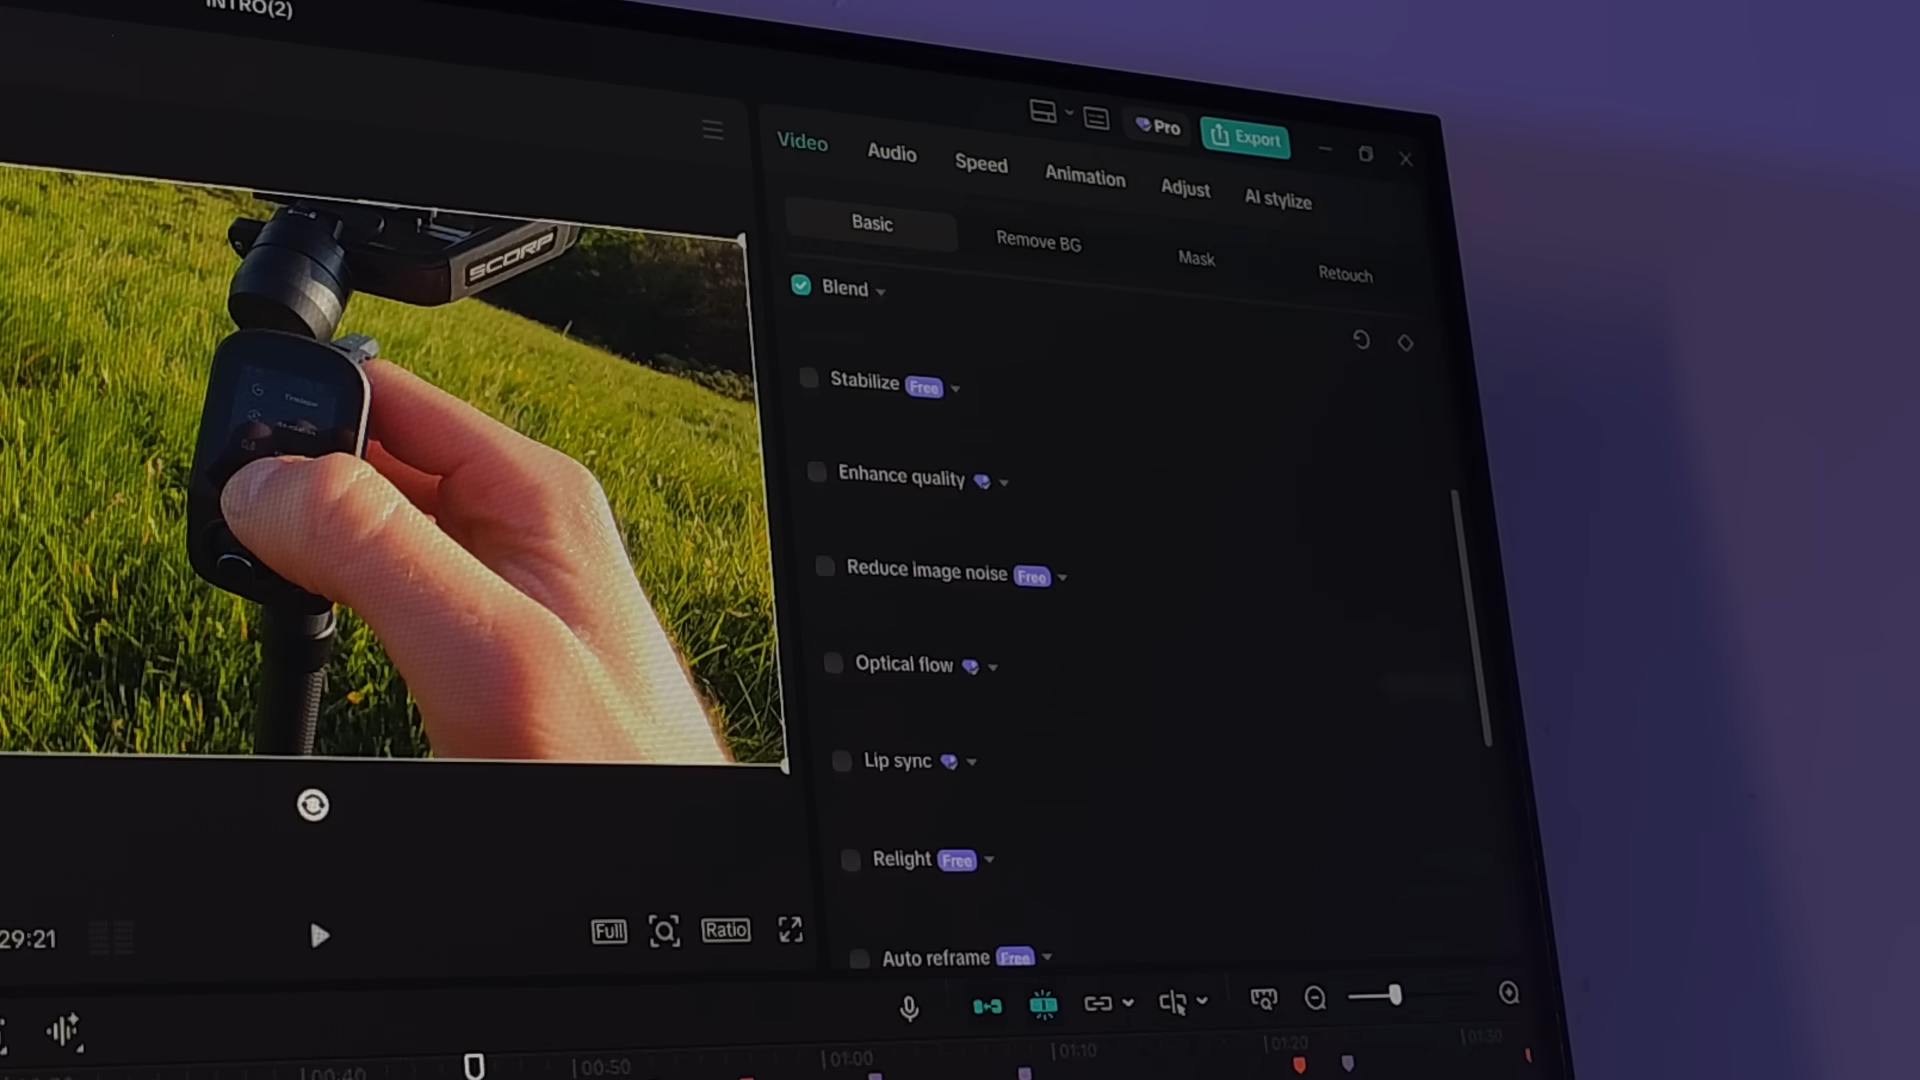 INTRO(2)
Pro
Export
Video
Audio
Speed
Animation
Adjust
AI stylize
Basic
Remove BG
Mask
Retouch
Blend
SCORP
Stabilize Free
Enhance quality
Reduce image noise Free
Optical flow
Lip sync
Relight Free
Auto reframe Free
29:21
Full
Ratio
00:40
00:50
01:00
01:10
01:20
01:30